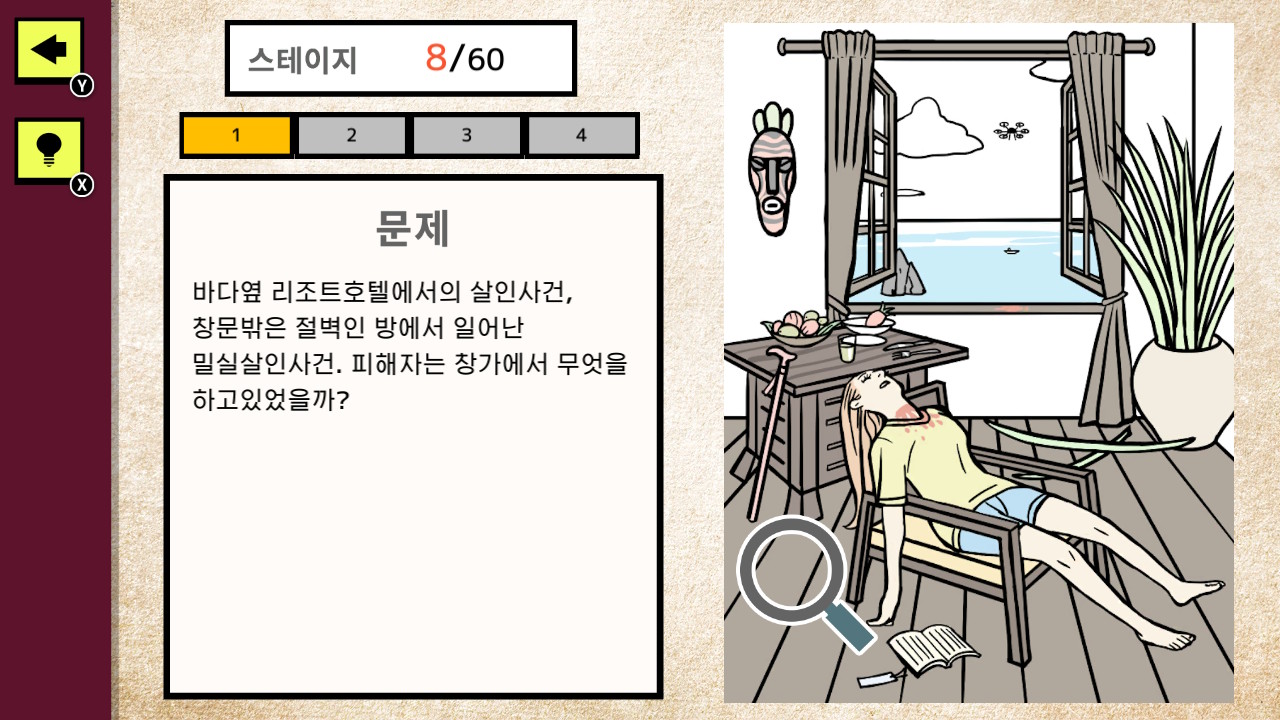 스테이지 8/60
Y
1 2 3 4
X
문제
바다옆 리조트호텔에서의 살인사건,
창문밖은 절벽인 방에서 일어난
밀실살인사건. 피해자는 창가에서 무엇을
하고있었을까?